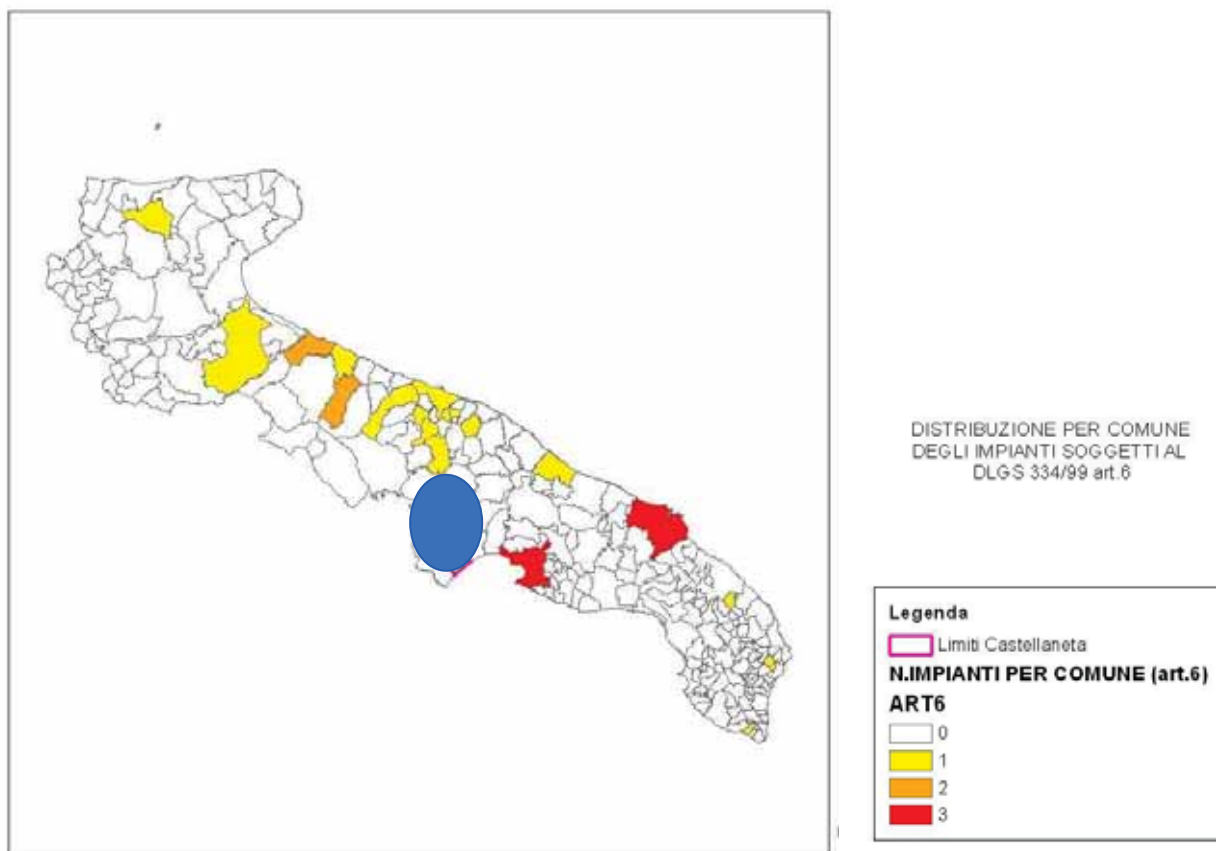 DISTRIBUZIONE PER COMUNE
DEGLI IMPIANTI SOGGETTI AL
DLGS 334/99 art.6
Legenda
Limiti Castellaneta
N.IMPIANTI PER COMUNE (art.6)
ART6
0
1
2
3